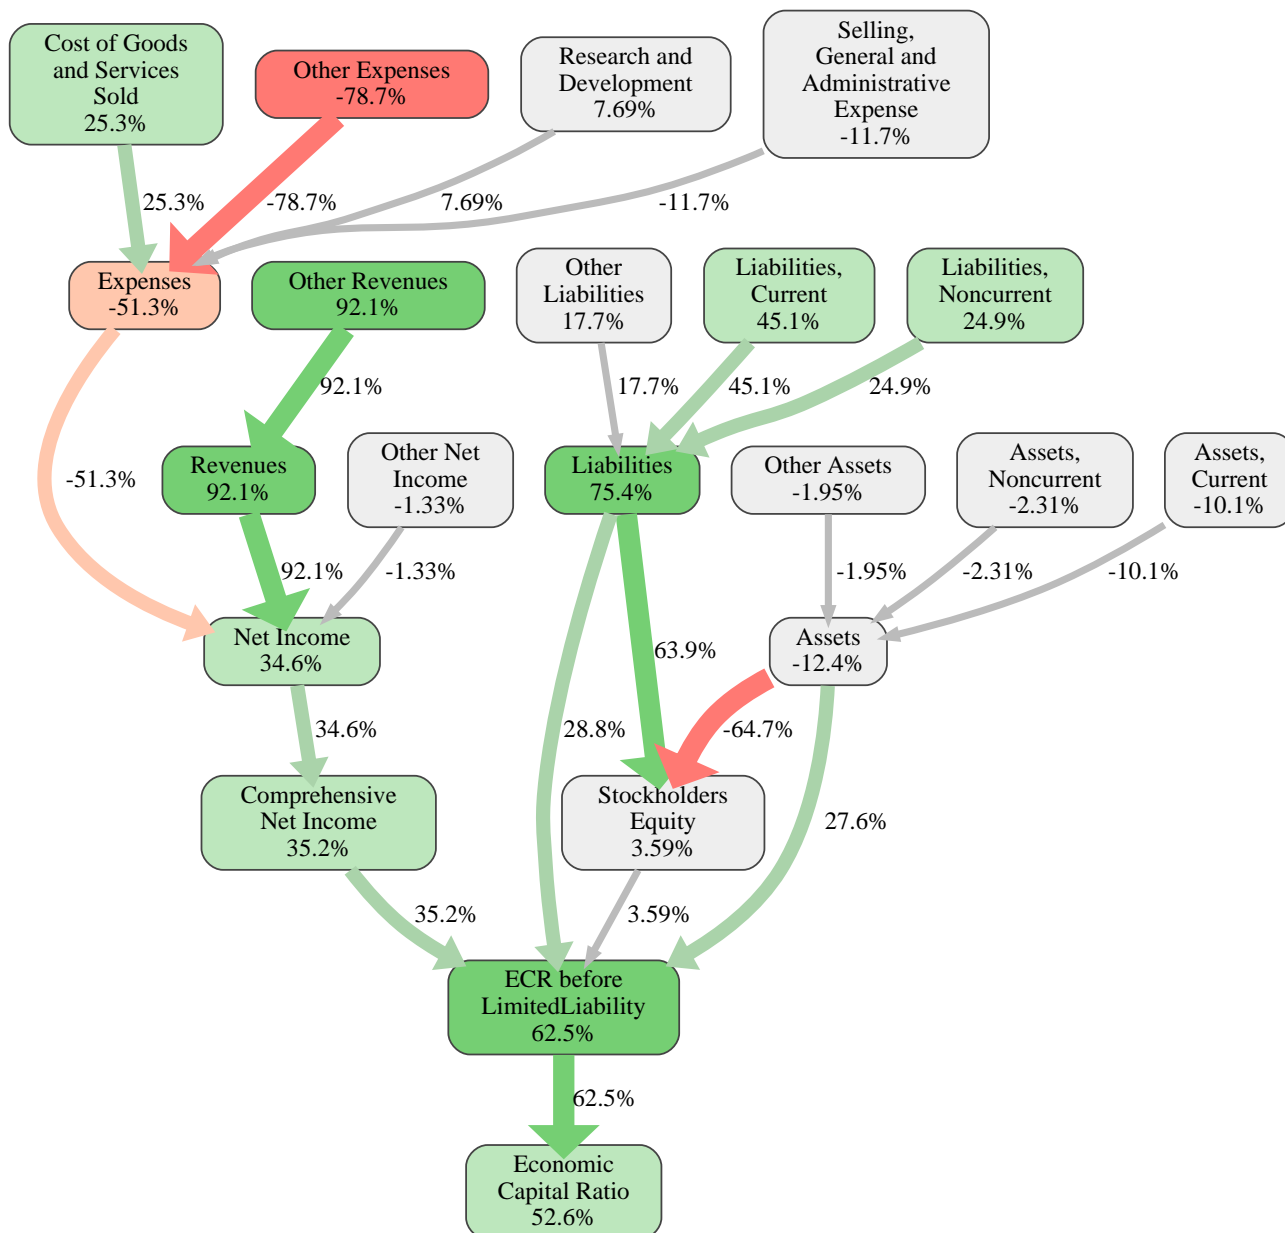 Cost of Goods
and Services
Sold
25.3%
Other Expenses
-78.7%
Research and
Development
7.69%
Selling,
General and
Administrative
Expense
-11.7%
25.3%
-78.7%
7.69%
-11.7%
Expenses
-51.3%
Other Revenues
92.1%
Other
Liabilities
17.7%
Liabilities,
Current
45.1%
Liabilities,
Noncurrent
24.9%
92.1%
17.7%
45.1%
24.9%
-51.3%
Revenues
92.1%
Other Net
Income
-1.33%
Liabilities
75.4%
Other Assets
-1.95%
Assets,
Noncurrent
-2.31%
Assets,
Current
-10.1%
92.1%
-1.33%
-1.95%
-2.31%
-10.1%
Net Income
34.6%
63.9%
Assets
-12.4%
34.6%
28.8%
-64.7%
27.6%
Comprehensive
Net Income
35.2%
Stockholders
Equity
3.59%
35.2%
3.59%
ECR before
LimitedLiability
62.5%
62.5%
Economic
Capital Ratio
52.6%